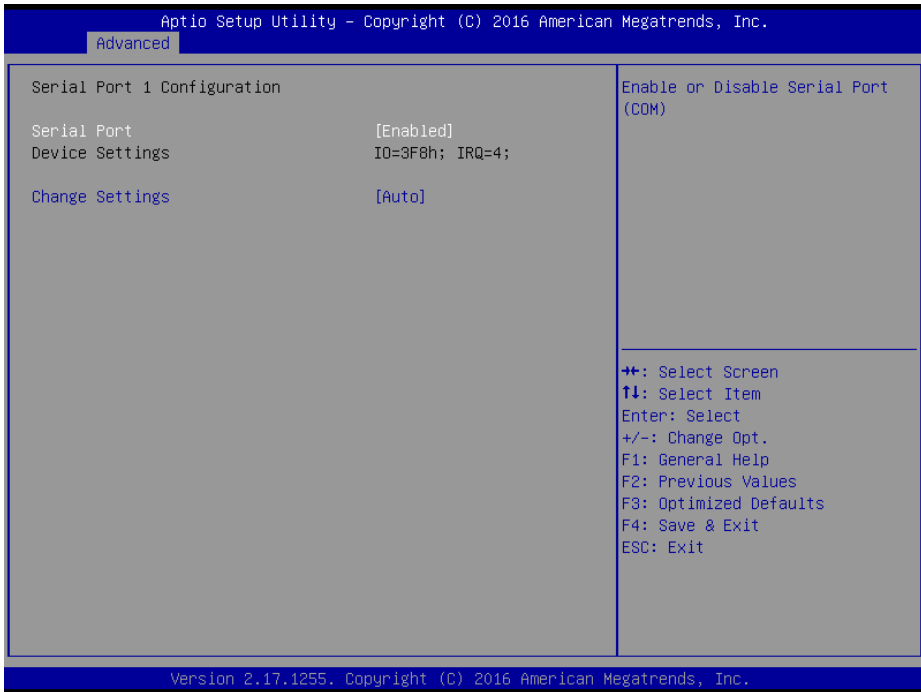 Aptio Setup Utility – Copyright (C) 2016 American Megatrends, Inc.
Advanced
Serial Port 1 Configuration
Serial Port [Enabled]
Device Settings IO=3F8h; IRQ=4;
Change Settings [Auto]
Enable or Disable Serial Port
(COM)
→←: Select Screen
↑↓: Select Item
Enter: Select
+/-: Change Opt.
F1: General Help
F2: Previous Values
F3: Optimized Defaults
F4: Save & Exit
ESC: Exit
Version 2.17.1255. Copyright (C) 2016 American Megatrends, Inc.